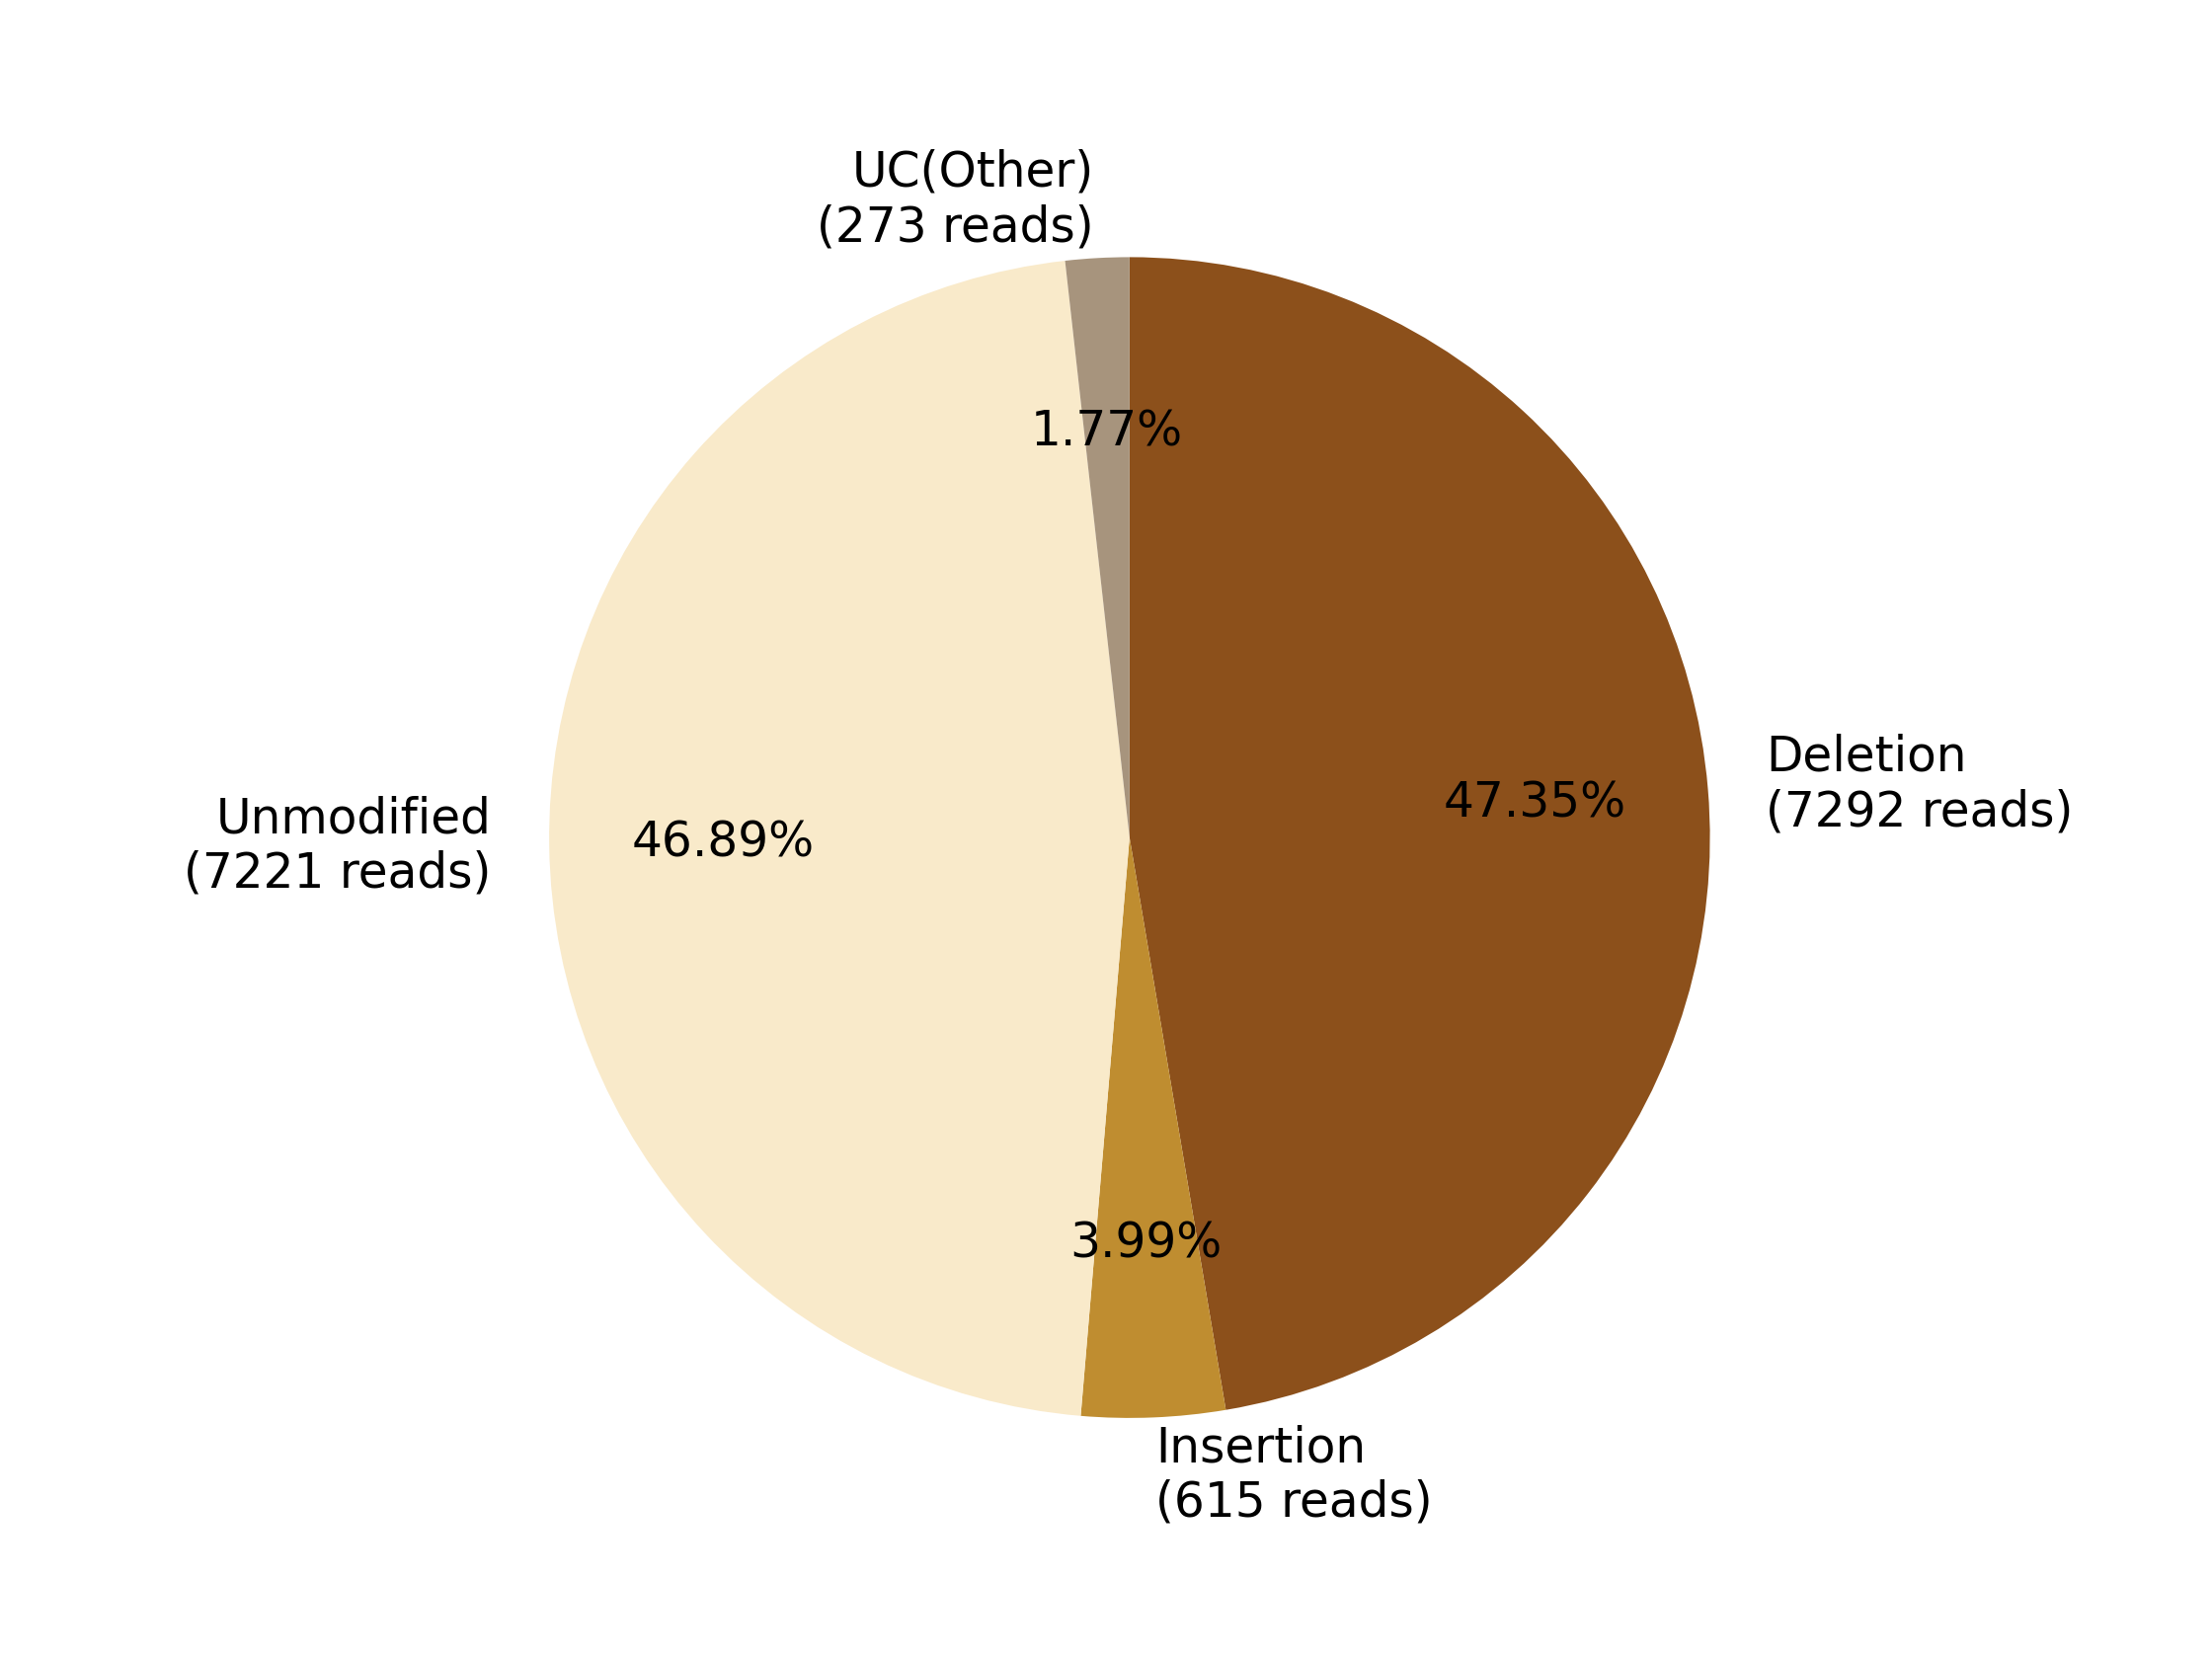 UC(Other)
(273 reads)
1.77%
Deletion
(7292 reads)
47.35%
Unmodified
(7221 reads)
46.89%
3.99%
Insertion
(615 reads)